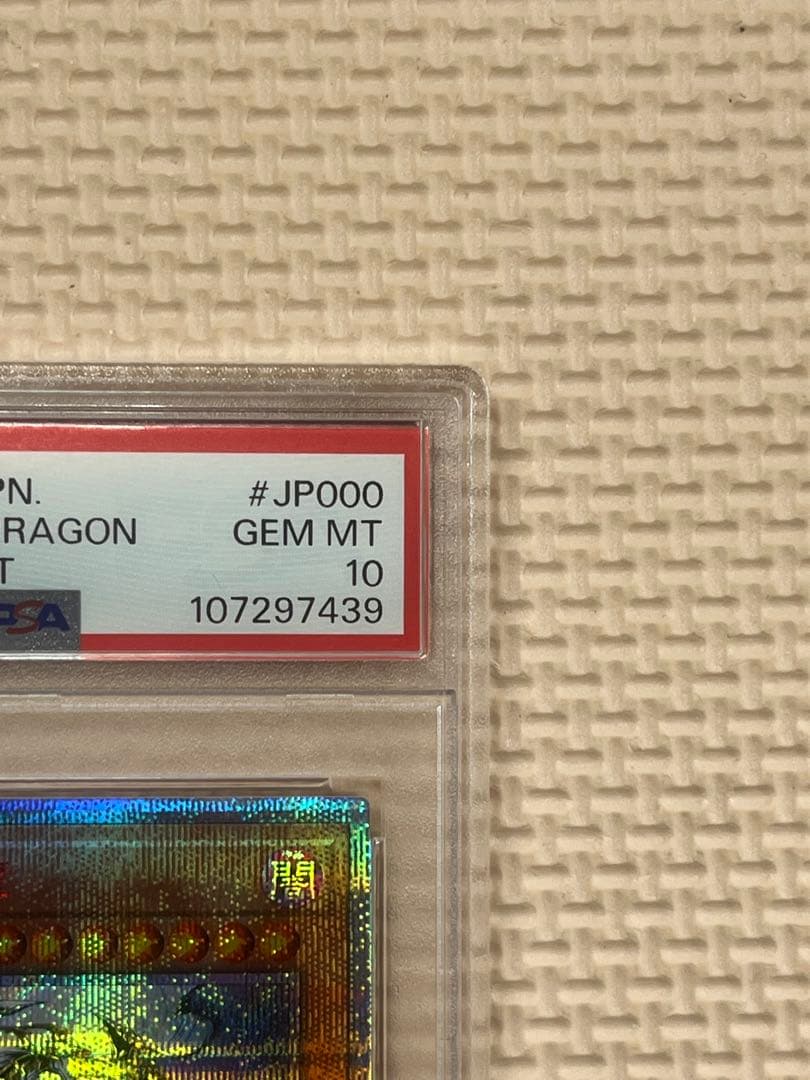 PN. #JP000
RAGON GEM MT
T 10
PSA 107297439
闇